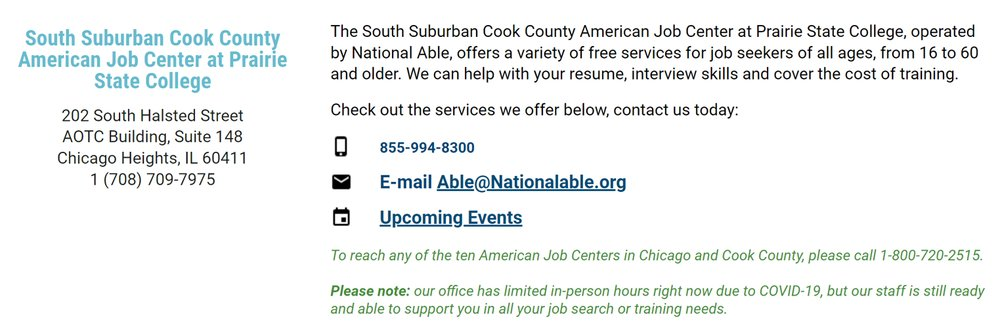 South Suburban Cook County
American Job Center at Prairie
State College
202 South Halsted Street
AOTC Building, Suite 148
Chicago Heights, IL 60411
1 (708) 709-7975
The South Suburban Cook County American Job Center at Prairie State College, operated
by National Able, offers a variety of free services for job seekers of all ages, from 16 to 60
and older. We can help with your resume, interview skills and cover the cost of training.
Check out the services we offer below, contact us today:
855-994-8300
E-mail Able@Nationalable.org
Upcoming Events
To reach any of the ten American Job Centers in Chicago and Cook County, please call 1-800-720-2515.
Please note: our office has limited in-person hours right now due to COVID-19, but our staff is still ready
and able to support you in all your job search or training needs.